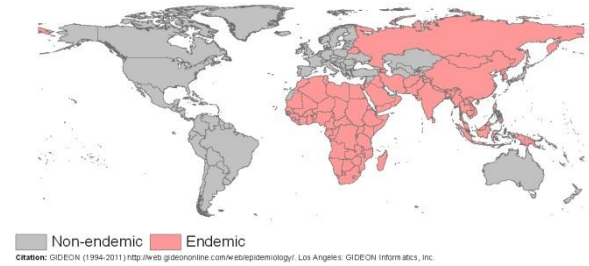 Non-endemic Endemic
Citation: GIDEON (1994-2011) http://web.gideononline.com/web/epidemiology/. Los Angeles: GIDEON Informatics, Inc.